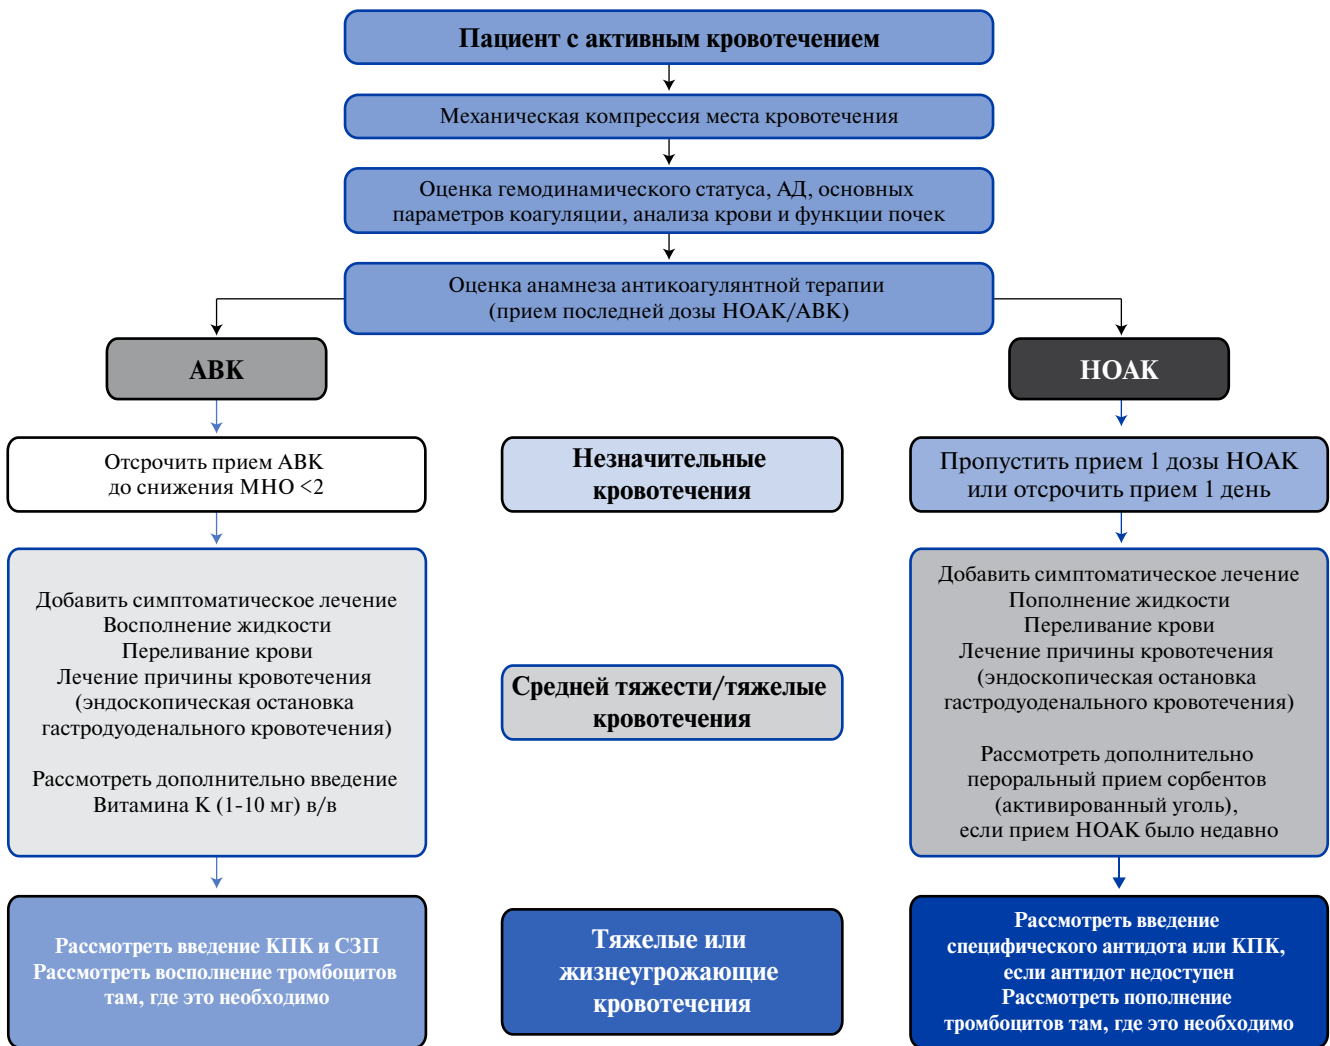 Пациент с активным кровотечением
Механическая компрессия места кровотечения
Оценка гемодинамического статуса, АД, основных
параметров коагуляции, анализа крови и функции почек
Оценка анамнеза антикоагулянтной терапии
(прием последней дозы НОАК/АВК)
АВК
НОАК
Отсрочить прием АВК
до снижения МНО <2
Незначительные
кровотечения
Пропустить прием 1 дозы НОАК
или отсрочить прием 1 день
Добавить симптоматическое лечение
Восполнение жидкости
Переливание крови
Лечение причины кровотечения
(эндоскопическая остановка
гастродуоденального кровотечения)
Рассмотреть дополнительно введение
Витамина К (1-10 мг) в/в
Средней тяжести/тяжелые
кровотечения
Добавить симптоматическое лечение
Пополнение жидкости
Переливание крови
Лечение причины кровотечения
(эндоскопическая остановка
гастродуоденального кровотечения)
Рассмотреть дополнительно
пероральный прием сорбентов
(активированный уголь),
если прием НОАК было недавно
Рассмотреть введение КПК и СЗП
Рассмотреть восполнение тромбоцитов
там, где это необходимо
Тяжелые или
жизнеугрожающие
кровотечения
Рассмотреть введение
специфического антидота или КПК,
если антидот недоступен
Рассмотреть пополнение
тромбоцитов там, где это необходимо